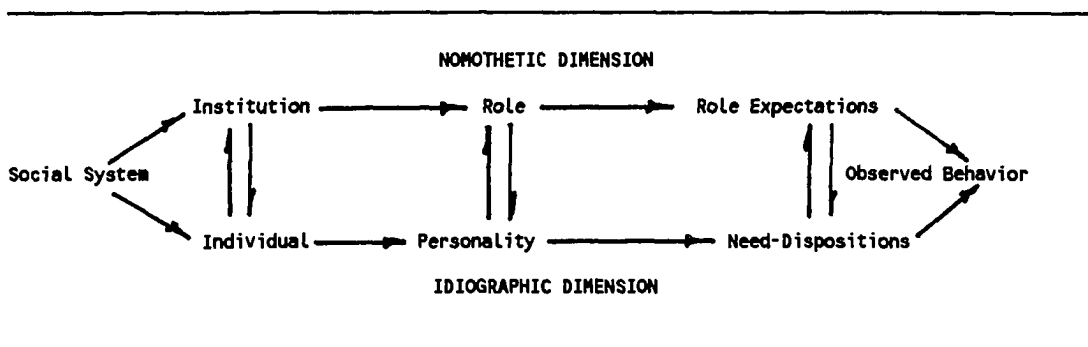 NOMOTHETIC DIMENSION
Institution Role Role Expectations
Social System Observed Behavior
Individual Personality Need-Dispositions
IDIOGRAPHIC DIMENSION